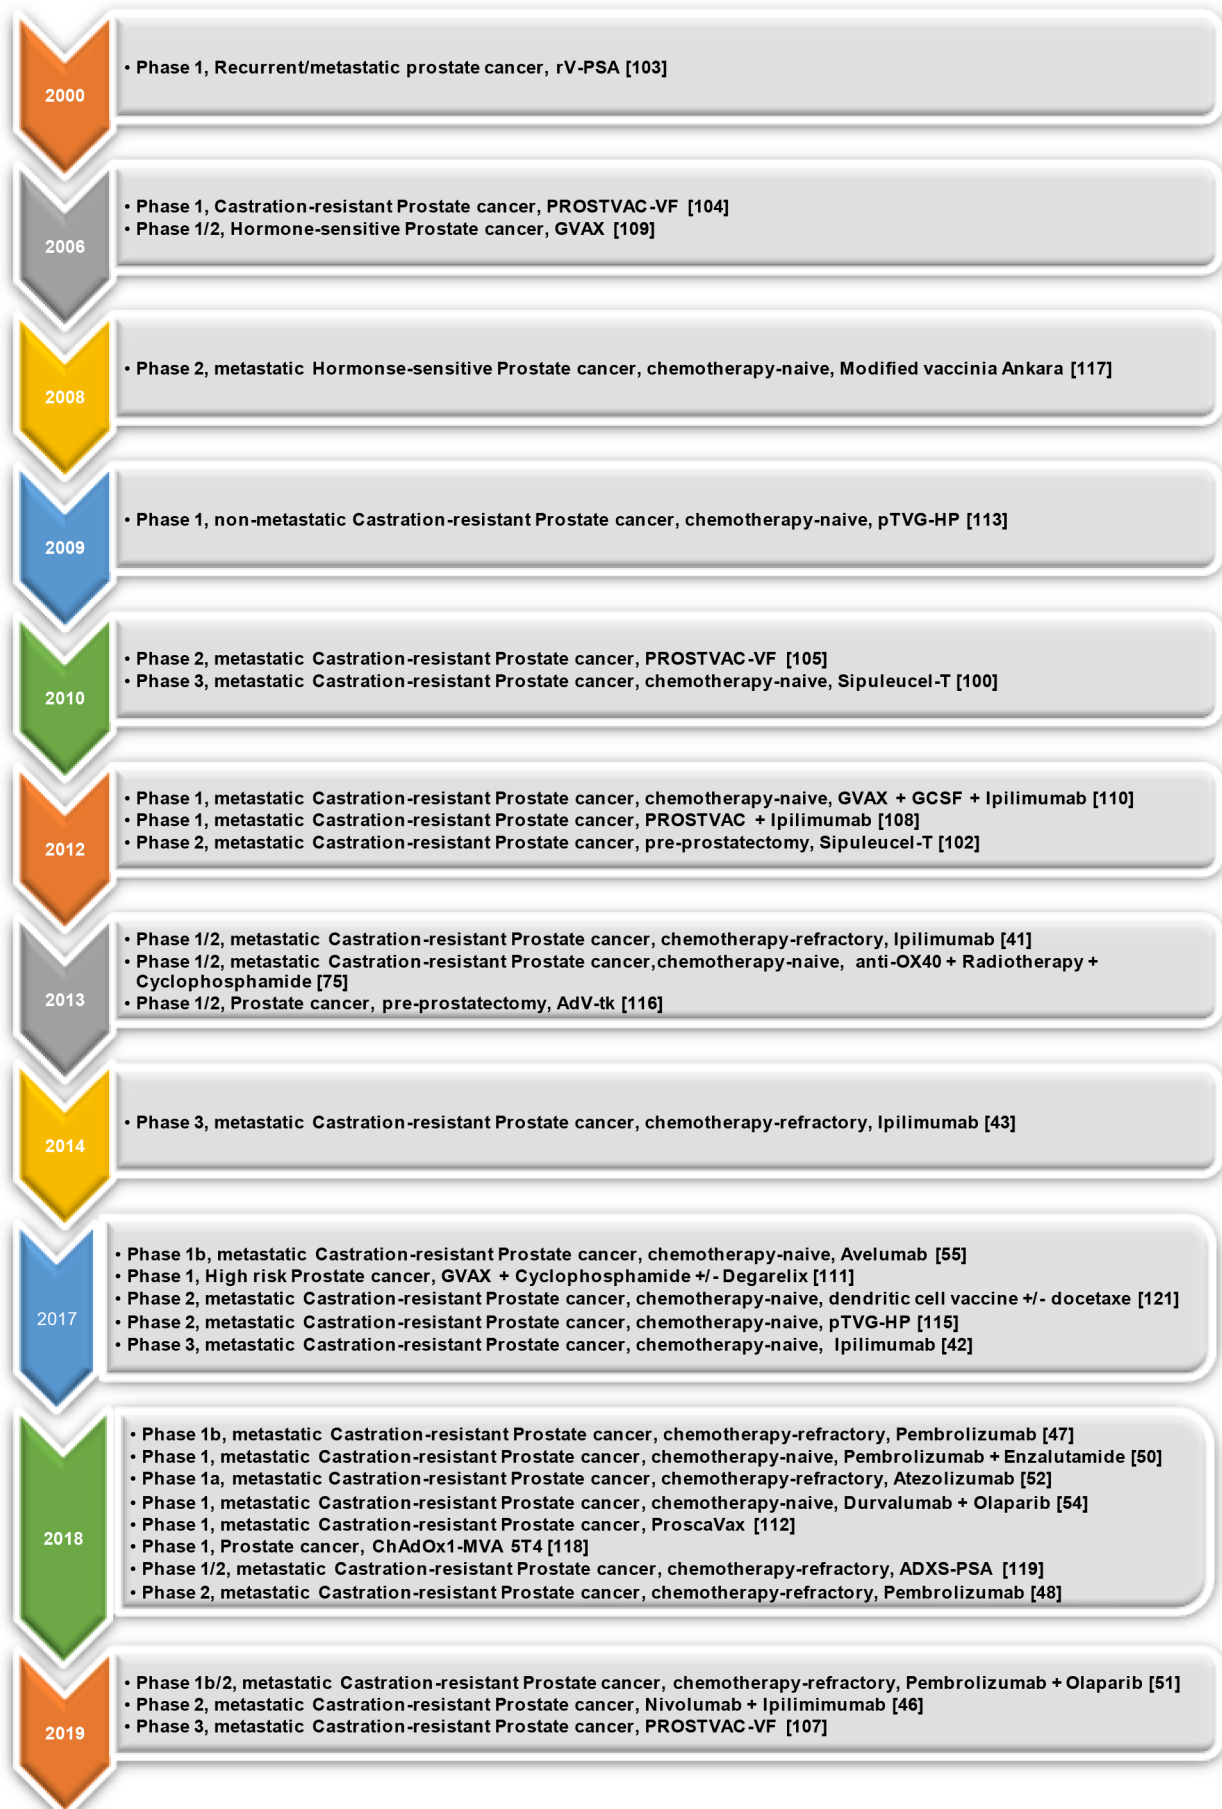 2000
• Phase 1, Recurrent/metastatic prostate cancer, rV-PSA [103]
2006
• Phase 1, Castration-resistant Prostate cancer, PROSTVAC-VF [104]
• Phase 1/2, Hormone-sensitive Prostate cancer, GVAX [109]
2008
• Phase 2, metastatic Hormonse-sensitive Prostate cancer, chemotherapy-naive, Modified vaccinia Ankara [117]
2009
• Phase 1, non-metastatic Castration-resistant Prostate cancer, chemotherapy-naive, pTVG-HP [113]
2010
• Phase 2, metastatic Castration-resistant Prostate cancer, PROSTVAC-VF [105]
• Phase 3, metastatic Castration-resistant Prostate cancer, chemotherapy-naive, Sipuleucel-T [100]
2012
• Phase 1, metastatic Castration-resistant Prostate cancer, chemotherapy-naive, GVAX + GCSF + Ipilimumab [110]
• Phase 1, metastatic Castration-resistant Prostate cancer, PROSTVAC + Ipilimumab [108]
• Phase 2, metastatic Castration-resistant Prostate cancer, pre-prostatectomy, Sipuleucel-T [102]
2013
• Phase 1/2, metastatic Castration-resistant Prostate cancer, chemotherapy-refractory, Ipilimumab [41]
• Phase 1/2, metastatic Castration-resistant Prostate cancer,chemotherapy-naive, anti-OX40 + Radiotherapy +
Cyclophosphamide [75]
• Phase 1/2, Prostate cancer, pre-prostatectomy, AdV-tk [116]
2014
• Phase 3, metastatic Castration-resistant Prostate cancer, chemotherapy-refractory, Ipilimumab [43]
2017
• Phase 1b, metastatic Castration-resistant Prostate cancer, chemotherapy-naive, Avelumab [55]
• Phase 1, High risk Prostate cancer, GVAX + Cyclophosphamide +/- Degarelix [111]
• Phase 2, metastatic Castration-resistant Prostate cancer, chemotherapy-naive, dendritic cell vaccine +/- docetaxe [121]
• Phase 2, metastatic Castration-resistant Prostate cancer, chemotherapy-naive, pTVG-HP [115]
• Phase 3, metastatic Castration-resistant Prostate cancer, chemotherapy-naive, Ipilimumab [42]
2018
• Phase 1b, metastatic Castration-resistant Prostate cancer, chemotherapy-refractory, Pembrolizumab [47]
• Phase 1, metastatic Castration-resistant Prostate cancer, chemotherapy-naive, Pembrolizumab + Enzalutamide [50]
• Phase 1a, metastatic Castration-resistant Prostate cancer, chemotherapy-refractory, Atezolizumab [52]
• Phase 1, metastatic Castration-resistant Prostate cancer, chemotherapy-naive, Durvalumab + Olaparib [54]
• Phase 1, metastatic Castration-resistant Prostate cancer, ProscaVax [112]
• Phase 1, Prostate cancer, ChAdOx1-MVA 5T4 [118]
• Phase 1/2, metastatic Castration-resistant Prostate cancer, chemotherapy-refractory, ADXS-PSA [119]
• Phase 2, metastatic Castration-resistant Prostate cancer, chemotherapy-refractory, Pembrolizumab [48]
2019
• Phase 1b/2, metastatic Castration-resistant Prostate cancer, chemotherapy-refractory, Pembrolizumab + Olaparib [51]
• Phase 2, metastatic Castration-resistant Prostate cancer, Nivolumab + Ipilimimumab [46]
• Phase 3, metastatic Castration-resistant Prostate cancer, PROSTVAC-VF [107]